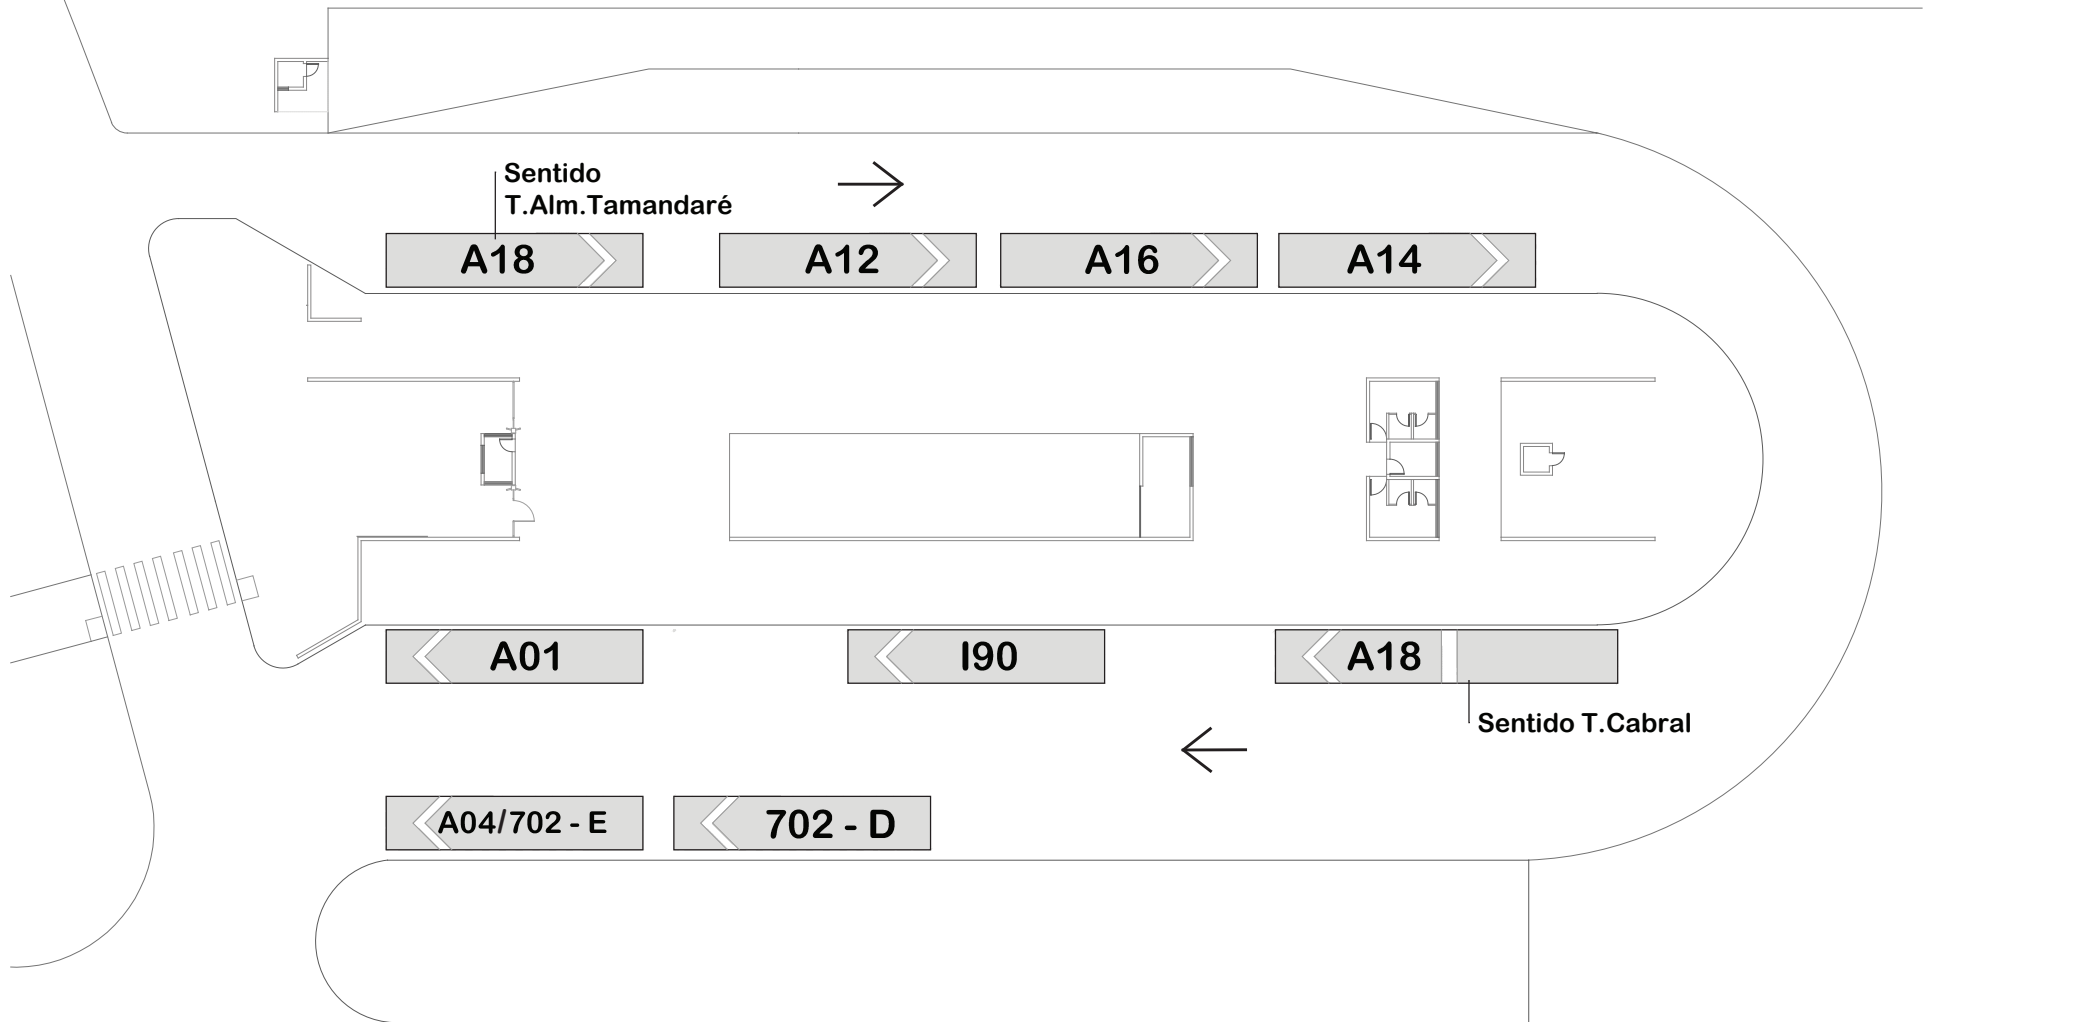 Sentido
T.Alm.Tamandaré
A18
A12
A16
A14
A01
I90
A18
Sentido T.Cabral
A04/702 - E
702 - D